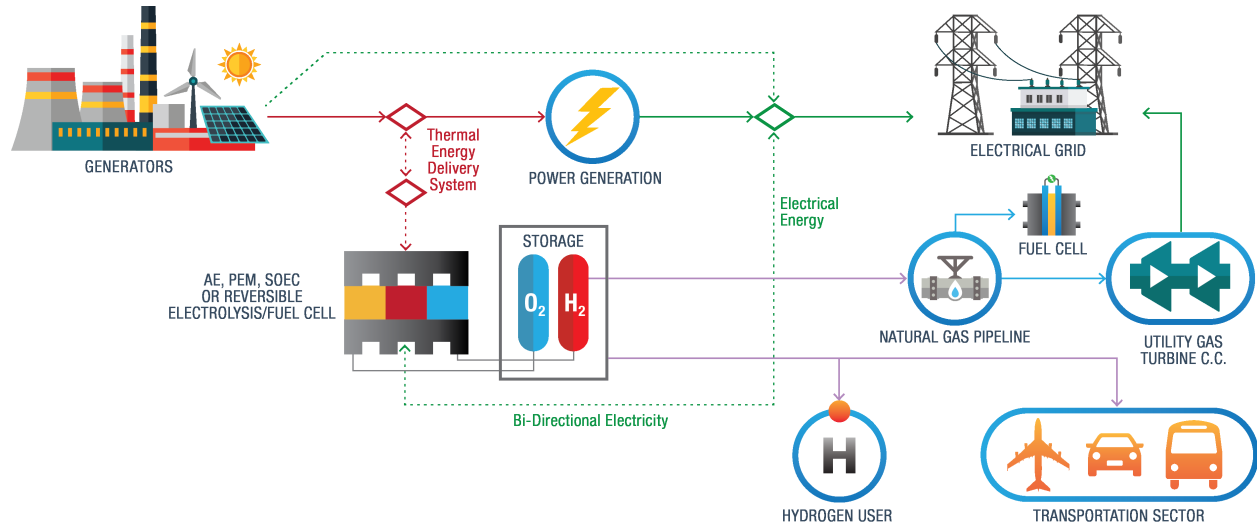 GENERATORS
Thermal
Energy
Delivery
System
POWER GENERATION
ELECTRICAL GRID
Electrical
Energy
FUEL CELL
AE, PEM, SOEC
OR REVERSIBLE
ELECTROLYSIS/FUEL CELL
STORAGE
O₂
H₂
NATURAL GAS PIPELINE
UTILITY GAS
TURBINE C.C.
Bi-Directional Electricity
H
HYDROGEN USER
TRANSPORTATION SECTOR